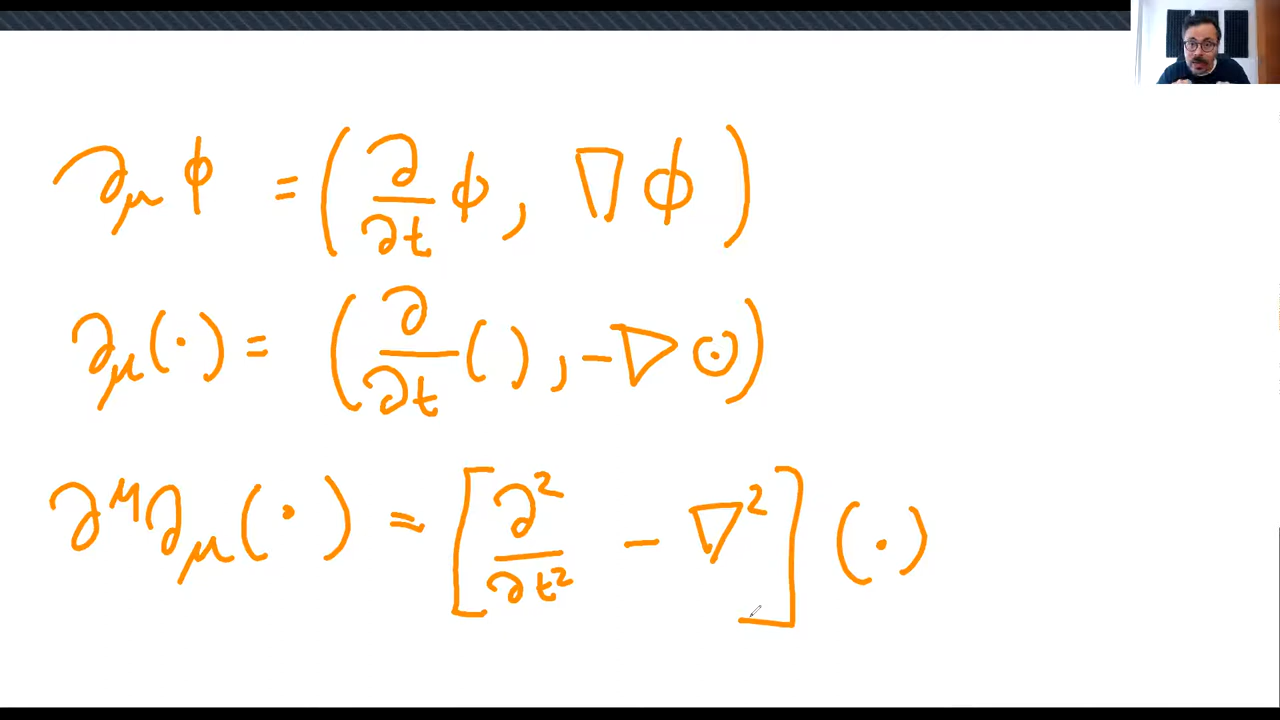 ∂_μ ϕ = ( ∂/∂t ϕ , ∇ϕ )
∂_μ (·) = ( ∂/∂t ( ) , -∇(·) )
∂^μ ∂_μ (·) = [ ∂²/∂t² - ∇² ] (·)